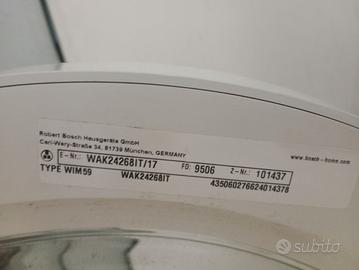 Robert Bosch Hausgeräte GmbH
Carl-Wery-Straße 34, 81739 München, GERMANY
www.bosch-home.com
E-Nr.: WAK24268IT/17 FD: 9506 Z-Nr.: 101437
TYPE WIM59 WAK24268IT 435060276624014378
subito